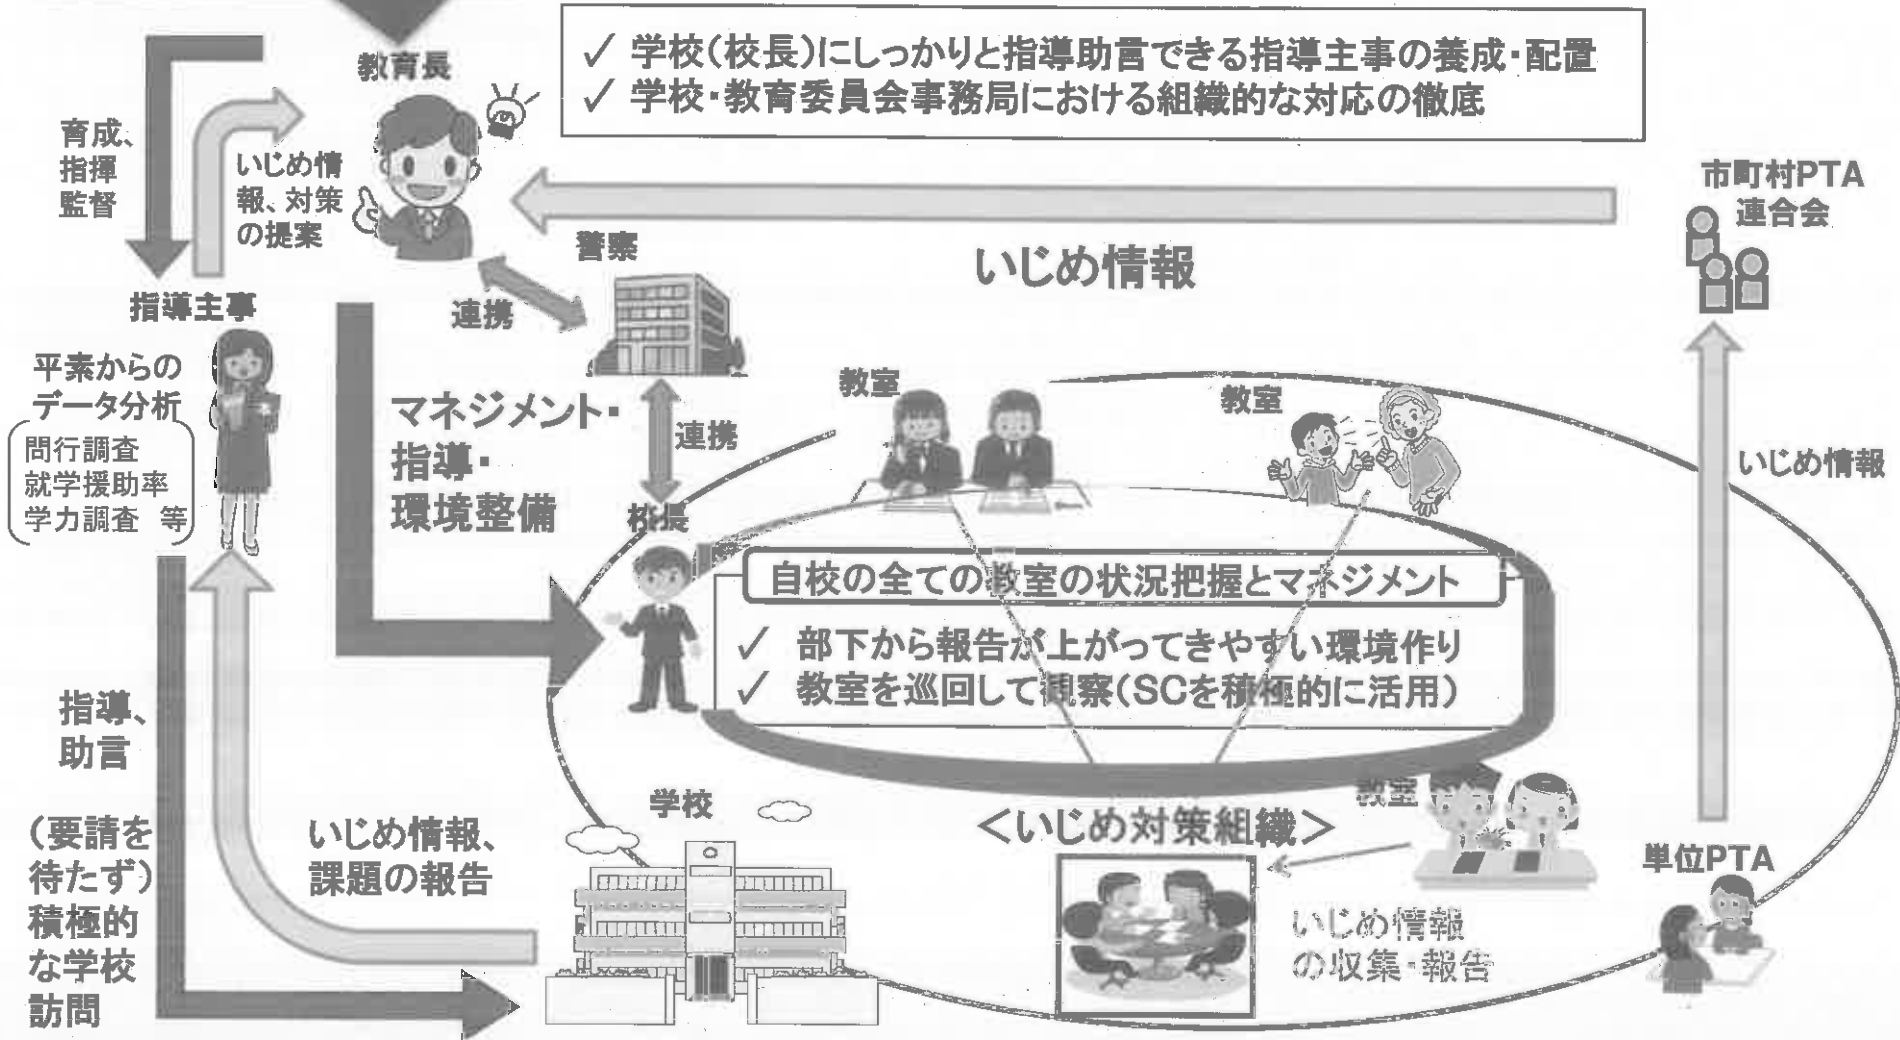 ✓ 学校(校長)にしっかりと指導助言できる指導主事の養成・配置
✓ 学校・教育委員会事務局における組織的な対応の徹底
教育長
育成、
指揮
監督
いじめ情
報、対策
の提案
市町村PTA
連合会
警察
いじめ情報
連携
指導主事
平素からの
データ分析
問行調査
就学援助率
学力調査 等
マネジメント・
指導・
環境整備
連携
教室
教室
いじめ情報
校長
自校の全ての教室の状況把握とマネジメント
✓ 部下から報告が上がってきやすい環境作り
✓ 教室を巡回して観察(SCを積極的に活用)
指導、
助言
(要請を
待たず)
積極的
な学校
訪問
いじめ情報、
課題の報告
学校
<いじめ対策組織>
教室
単位PTA
いじめ情報
の収集・報告